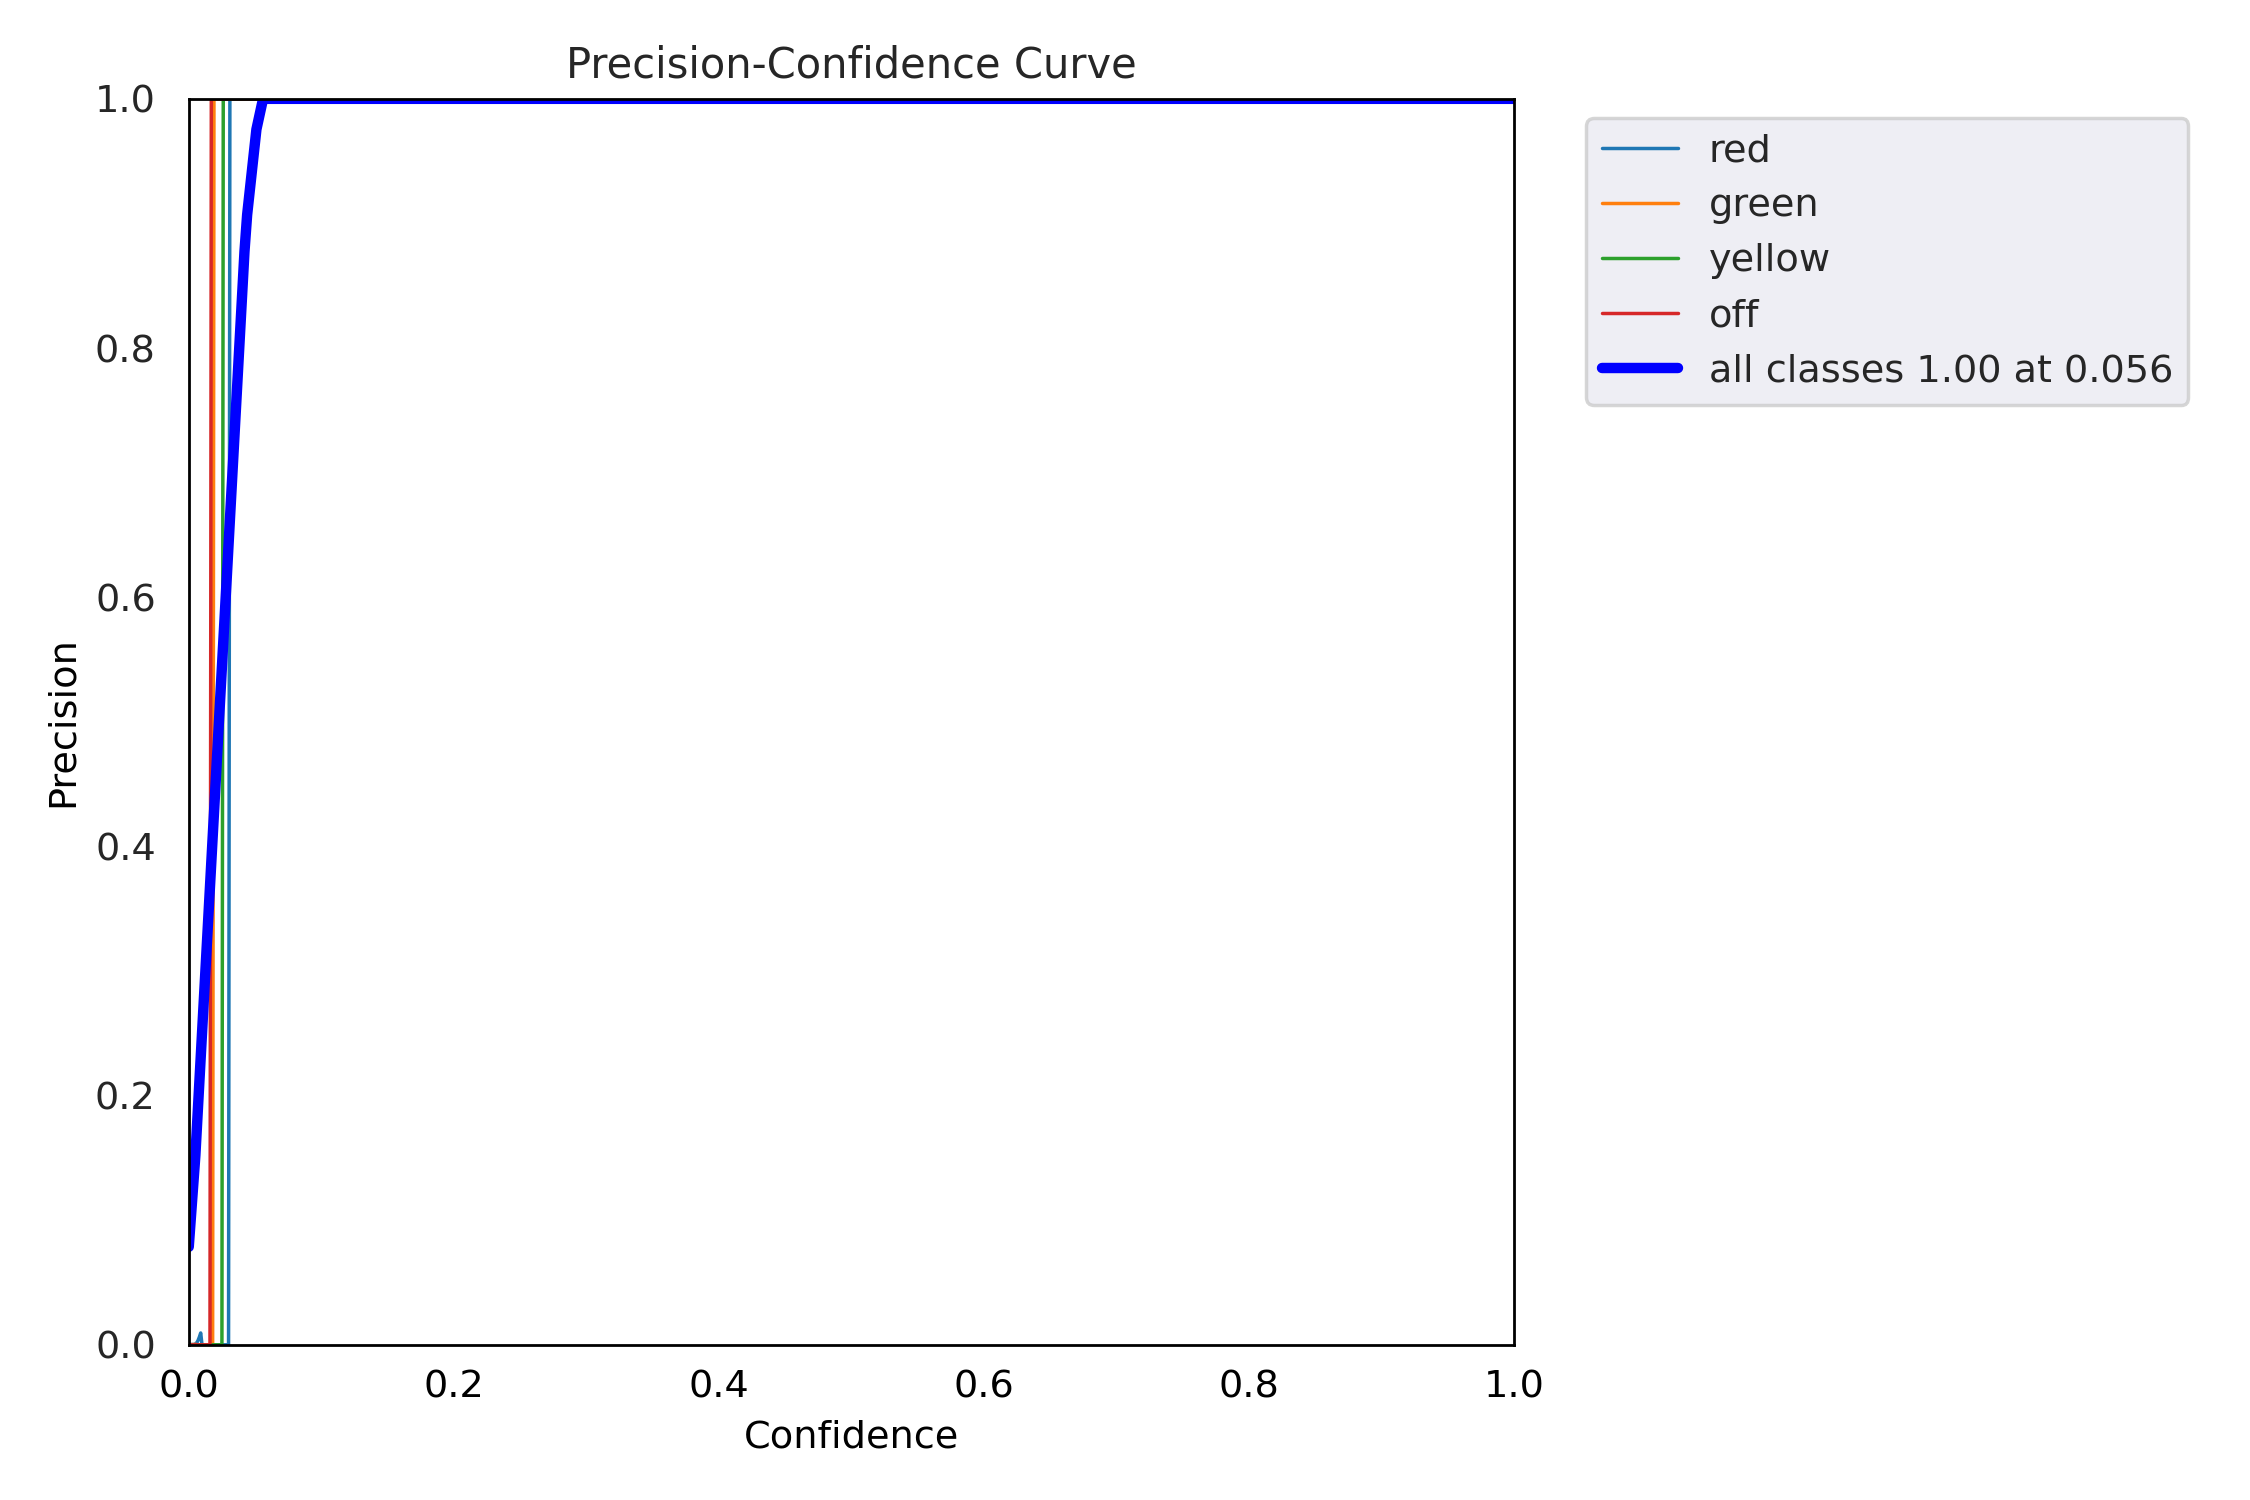 Precision-Confidence Curve
1.0
0.8
0.6
0.4
0.2
0.0
Precision
0.0 0.2 0.4 0.6 0.8 1.0
Confidence
red
green
yellow
off
all classes 1.00 at 0.056